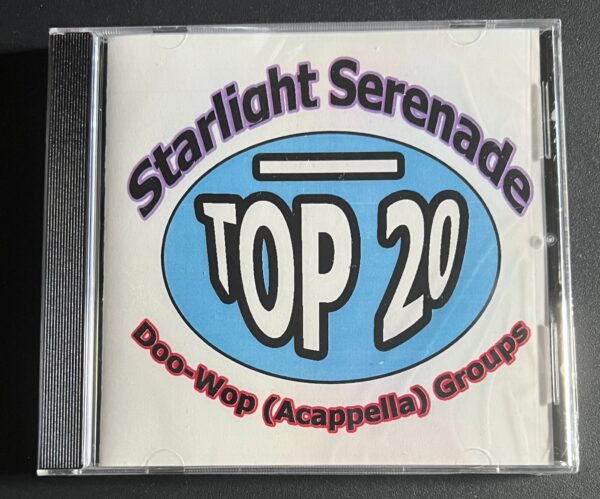 Starlight Serenade
TOP 20
Doo-Wop (Acappella) Groups